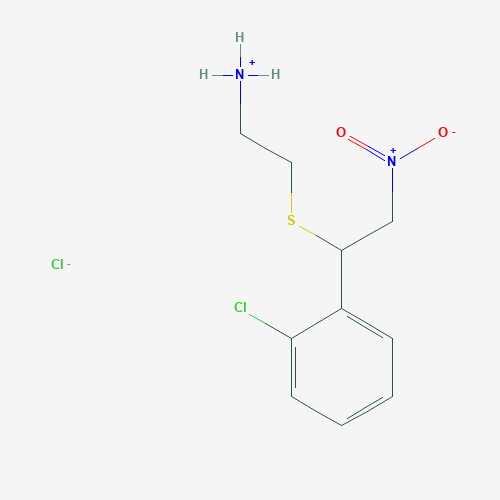 H
H N + H
O N + O -
S
Cl -
Cl